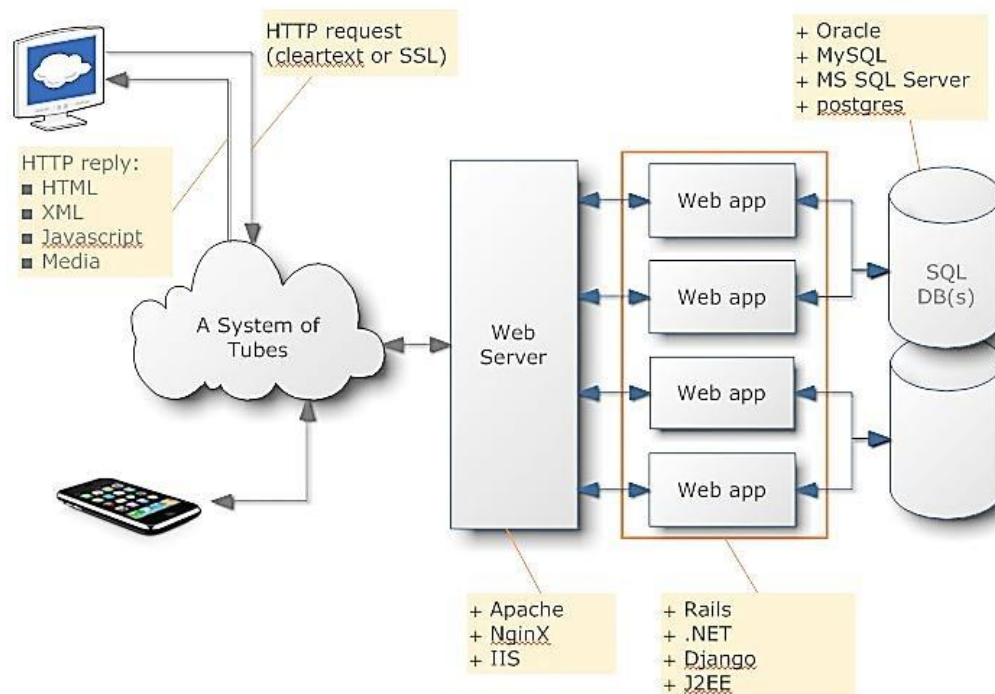 HTTP request
(cleartext or SSL)
+ Oracle
+ MySQL
+ MS SQL Server
+ postgres
HTTP reply:
■ HTML
■ XML
■ Javascript
■ Media
A System of
Tubes
Web
Server
Web app
Web app
Web app
Web app
SQL
DB(s)
+ Apache
+ NginX
+ IIS
+ Rails
+ .NET
+ Django
+ J2EE